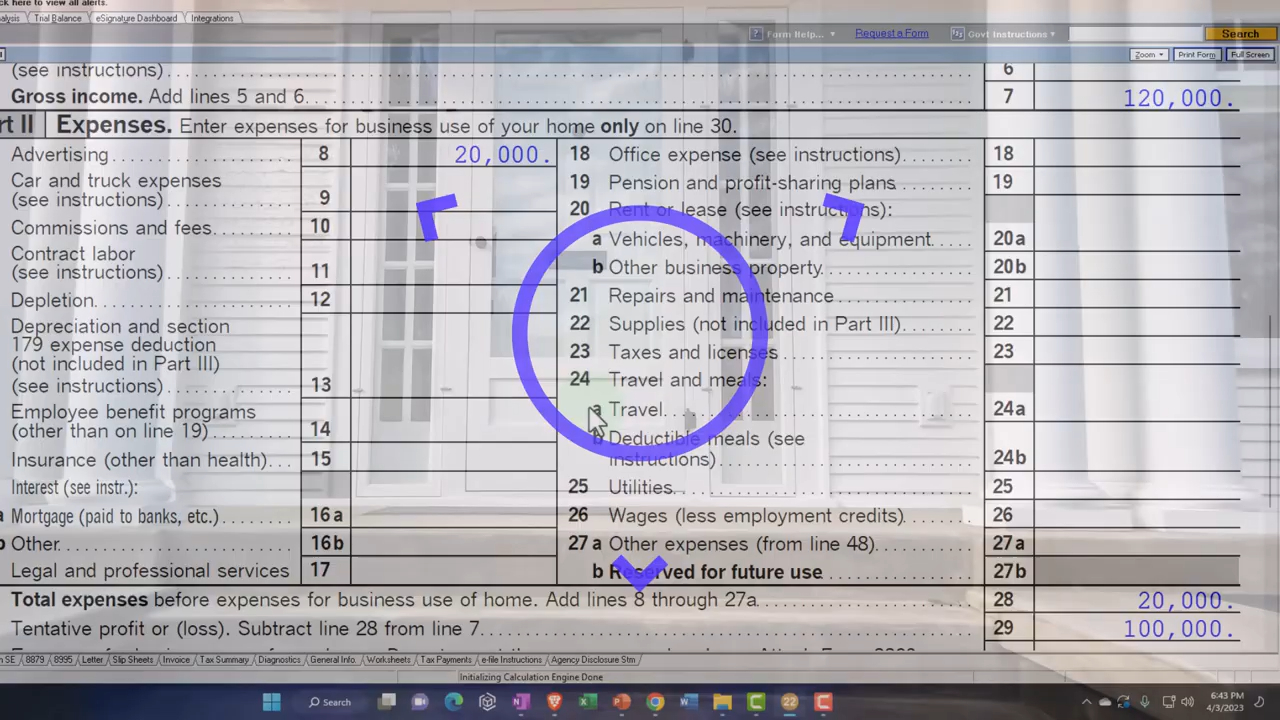 ck here to view all alerts.
alysis Trial Balance eSignature Dashboard Integrations
Form Help... Request a Form Govt Instructions Search
Zoom Print Form Full Screen
(see instructions) 6
Gross income. Add lines 5 and 6. 7 120,000.
rt II Expenses. Enter expenses for business use of your home only on line 30.
Advertising 8 20,000. 18 Office expense (see instructions) 18
Car and truck expenses
(see instructions) 9
19 Pension and profit-sharing plans 19
20 Rent or lease (see instructions):
Commissions and fees 10
a Vehicles, machinery, and equipment 20a
Contract labor
(see instructions) 11
b Other business property 20b
Depletion 12
21 Repairs and maintenance 21
Depreciation and section
179 expense deduction
(not included in Part III)
(see instructions) 13
22 Supplies (not included in Part III) 22
23 Taxes and licenses 23
24 Travel and meals:
Employee benefit programs
(other than on line 19) 14
a Travel 24a
b Deductible meals (see
instructions) 24b
Insurance (other than health) 15
Interest (see instr.):
25 Utilities 25
a Mortgage (paid to banks, etc.) 16a
26 Wages (less employment credits) 26
b Other 16b
27a Other expenses (from line 48) 27a
Legal and professional services 17
b Reserved for future use 27b
Total expenses before expenses for business use of home. Add lines 8 through 27a 28 20,000.
Tentative profit or (loss). Subtract line 28 from line 7 29 100,000.
h SE 8879 8995 Letter Slip Sheets Invoice Tax Summary Diagnostics General Info. Worksheets Tax Payments e-file Instructions Agency Disclosure Stm
Initializing Calculation Engine Done
Search
22
6:43 PM
4/3/2023